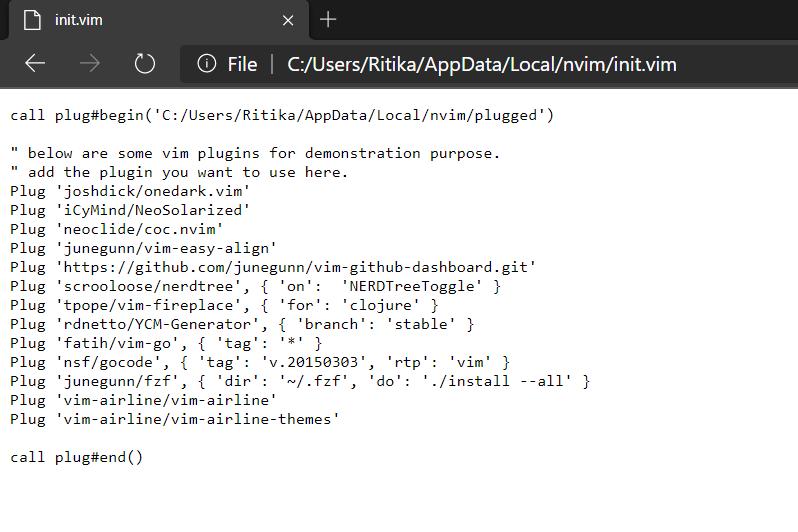 init.vim
File | C:/Users/Ritika/AppData/Local/nvim/init.vim
call plug#begin('C:/Users/Ritika/AppData/Local/nvim/plugged')
" below are some vim plugins for demonstration purpose.
" add the plugin you want to use here.
Plug 'joshdick/onedark.vim'
Plug 'iCyMind/NeoSolarized'
Plug 'neoclide/coc.nvim'
Plug 'junegunn/vim-easy-align'
Plug 'https://github.com/junegunn/vim-github-dashboard.git'
Plug 'scrooloose/nerdtree', { 'on':  'NERDTreeToggle' }
Plug 'tpope/vim-fireplace', { 'for': 'clojure' }
Plug 'rdnetto/YCM-Generator', { 'branch': 'stable' }
Plug 'fatih/vim-go', { 'tag': '*' }
Plug 'nsf/gocode', { 'tag': 'v.20150303', 'rtp': 'vim' }
Plug 'junegunn/fzf', { 'dir': '~/.fzf', 'do': './install --all' }
Plug 'vim-airline/vim-airline'
Plug 'vim-airline/vim-airline-themes'
call plug#end()